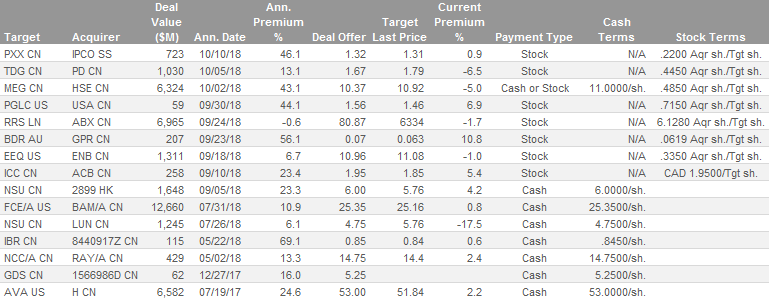 Deal Ann. Current
Value Premium Target Premium Cash
Target Acquirer ($M) Ann. Date % Deal Offer Last Price % Payment Type Terms Stock Terms
PXX CN IPCO SS 723 10/10/18 46.1 1.32 1.31 0.9 Stock N/A .2200 Aqr sh./Tgt sh.
TDG CN PD CN 1,030 10/05/18 13.1 1.67 1.79 -6.5 Stock N/A .4450 Aqr sh./Tgt sh.
MEG CN HSE CN 6,324 10/02/18 43.1 10.37 10.92 -5.0 Cash or Stock 11.0000/sh. .4850 Aqr sh./Tgt sh.
PGLC US USA CN 59 09/30/18 44.1 1.56 1.46 6.9 Stock N/A .7150 Aqr sh./Tgt sh.
RRS LN ABX CN 6,965 09/24/18 -0.6 80.87 6334 -1.7 Stock N/A 6.1280 Aqr sh./Tgt sh.
BDR AU GPR CN 207 09/23/18 56.1 0.07 0.063 10.8 Stock N/A .0619 Aqr sh./Tgt sh.
EEQ US ENB CN 1,311 09/18/18 6.7 10.96 11.08 -1.0 Stock N/A .3350 Aqr sh./Tgt sh.
ICC CN ACB CN 258 09/10/18 23.4 1.95 1.85 5.4 Stock N/A CAD 1.9500/Tgt sh.
NSU CN 2899 HK 1,648 09/05/18 23.3 6.00 5.76 4.2 Cash 6.0000/sh.
FCE/A US BAM/A CN 12,660 07/31/18 10.9 25.35 25.16 0.8 Cash 25.3500/sh.
NSU CN LUN CN 1,245 07/26/18 6.1 4.75 5.76 -17.5 Cash 4.7500/sh.
IBR CN 8440917Z CN 115 05/22/18 69.1 0.85 0.84 0.6 Cash .8450/sh.
NCC/A CN RAY/A CN 429 05/02/18 13.3 14.75 14.4 2.4 Cash 14.7500/sh.
GDS CN 1566986D CN 62 12/27/17 16.0 5.25 Cash 5.2500/sh.
AVA US H CN 6,582 07/19/17 24.6 53.00 51.84 2.2 Cash 53.0000/sh.